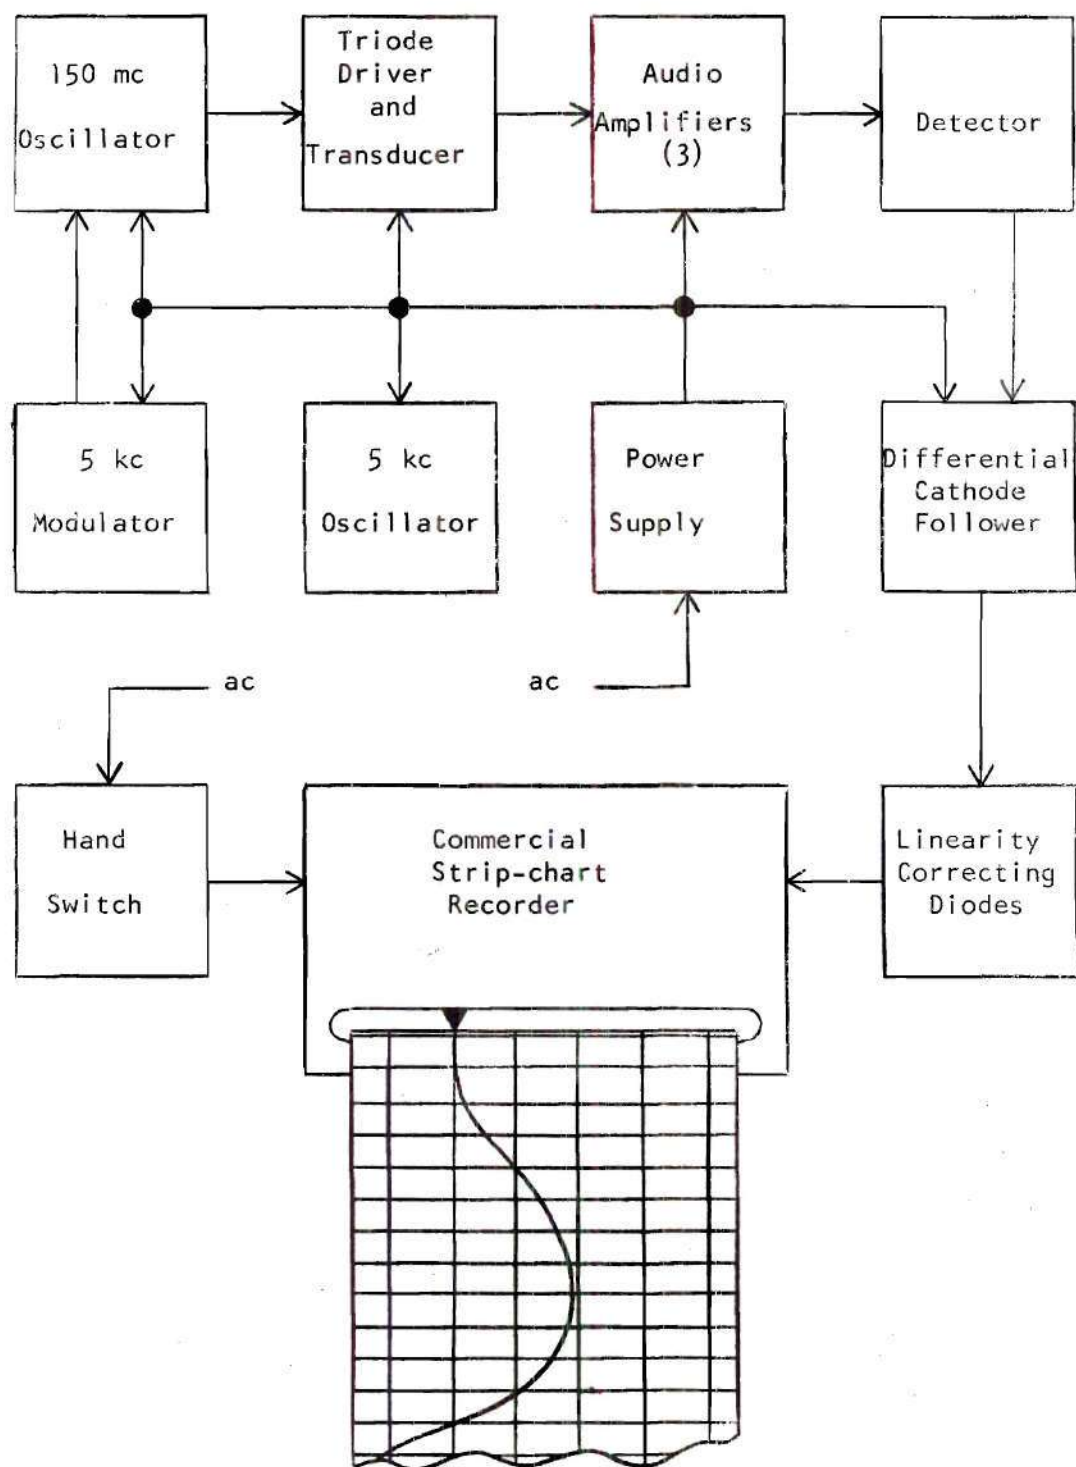 150 mc
Oscillator
Triode
Driver
and
Transducer
Audio
Amplifiers
(3)
Detector
5 kc
Modulator
5 kc
Oscillator
Power
Supply
Differential
Cathode
Follower
ac
ac
Hand
Switch
Commercial
Strip-chart
Recorder
Linearity
Correcting
Diodes